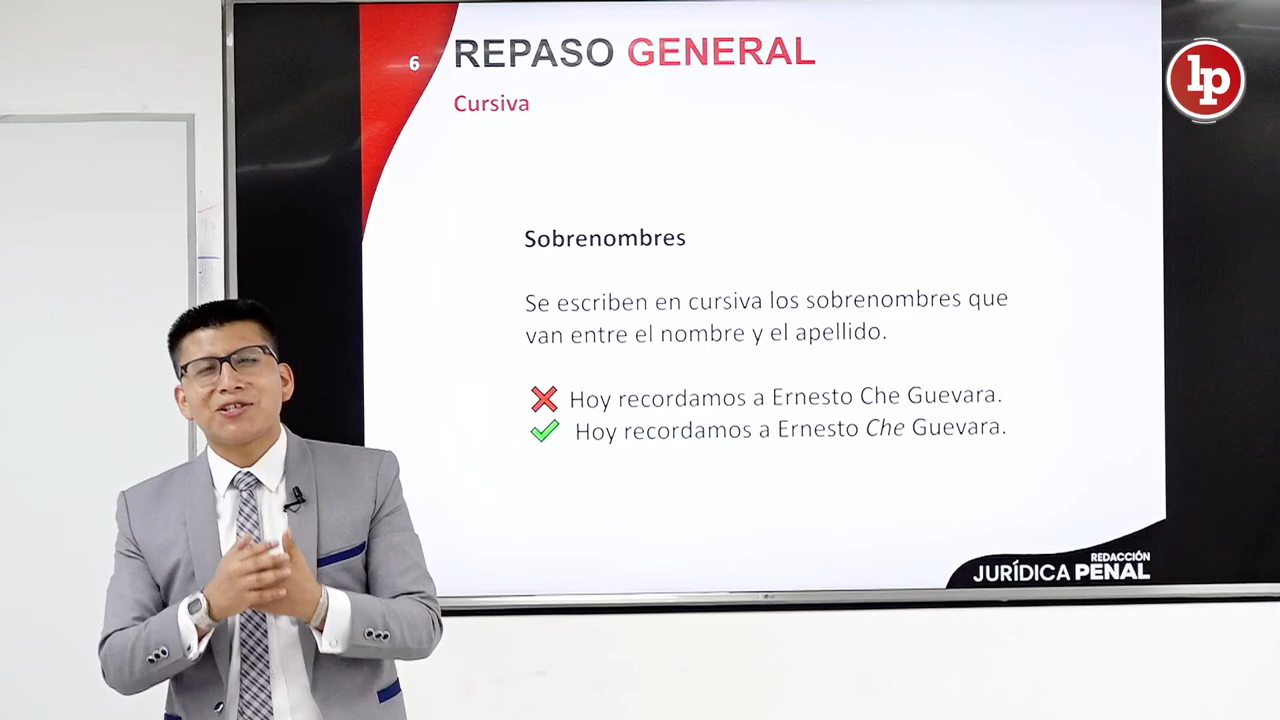 6
REPASO GENERAL
Cursiva
lp
Sobrenombres
Se escriben en cursiva los sobrenombres que
van entre el nombre y el apellido.
Hoy recordamos a Ernesto Che Guevara.
Hoy recordamos a Ernesto Che Guevara.
REDACCIÓN
JURÍDICA PENAL
LG